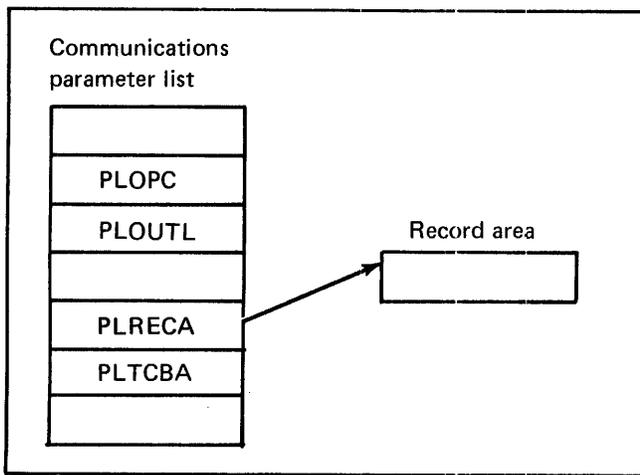 Communications
parameter list
PLOPC
PLOUTL
Record area
PLRECA
PLTCBA